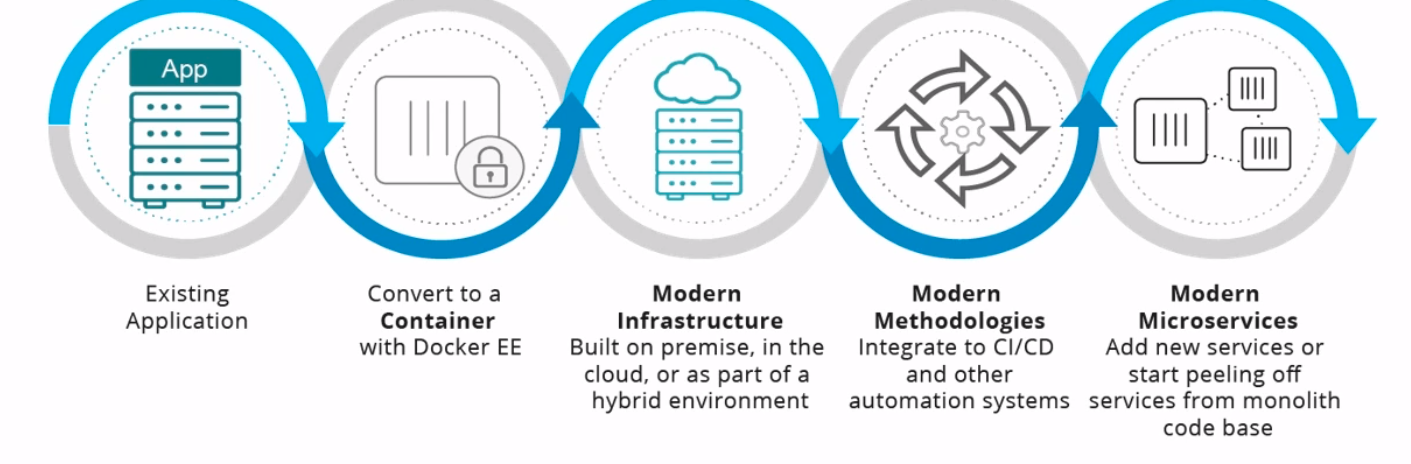 App
Existing
Application
Convert to a
Container
with Docker EE
Modern
Infrastructure
Built on premise, in the
cloud, or as part of a
hybrid environment
Modern
Methodologies
Integrate to CI/CD
and other
automation systems
Modern
Microservices
Add new services or
start peeling off
services from monolith
code base